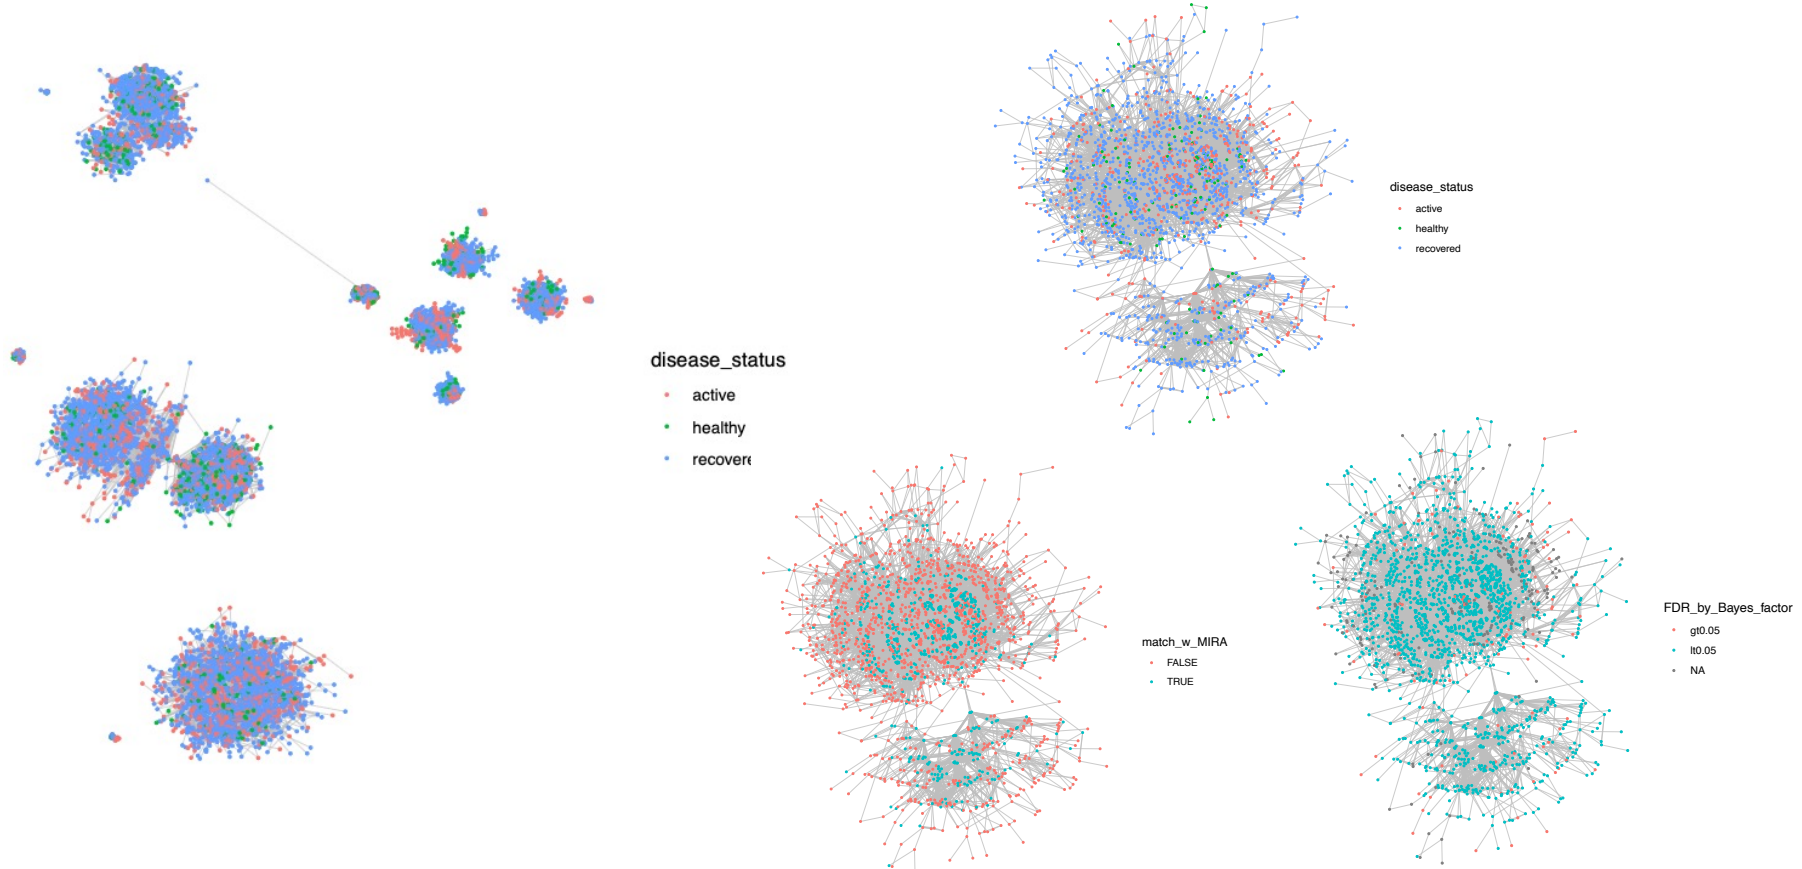 disease_status
active
healthy
recovere
disease_status
active
healthy
recovered
match_w_MIRA
FALSE
TRUE
FDR_by_Bayes_factor
gt0.05
lt0.05
NA